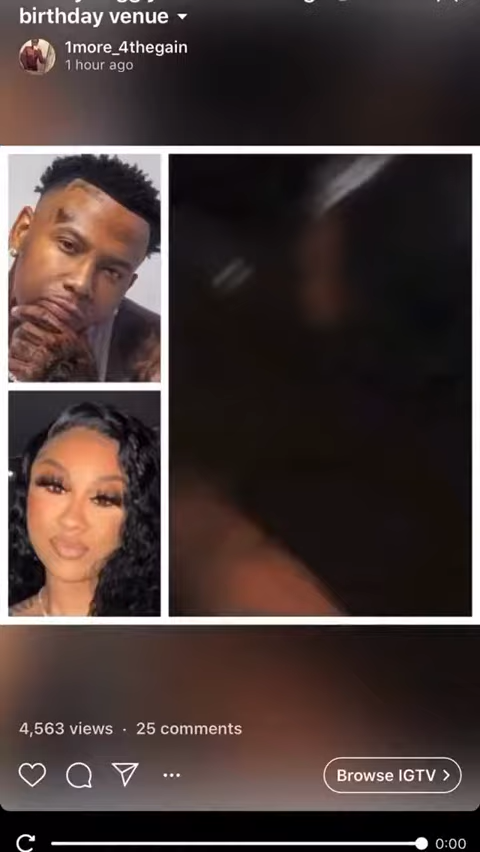 birthday venue
1more_4thegain
1 hour ago
4,563 views · 25 comments
Browse IGTV
0:00